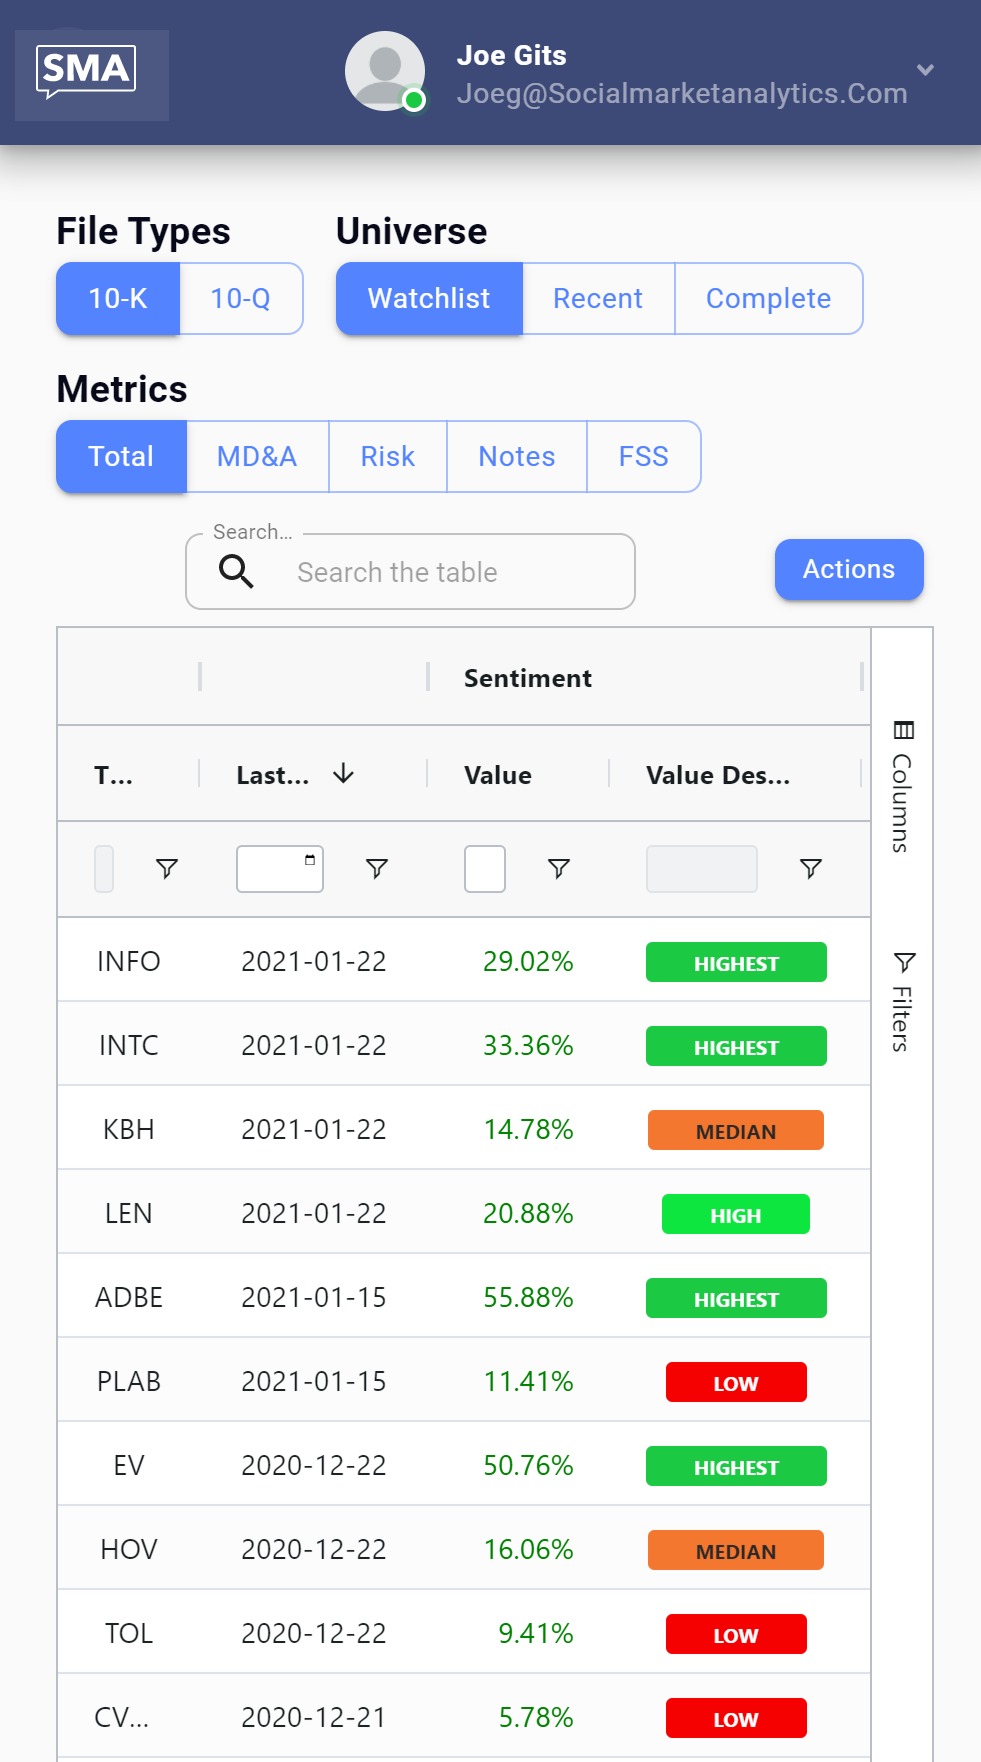 SMA
Joe Gits
Joeg@Socialmarketanalytics.Com
File Types Universe
10-K 10-Q Watchlist Recent Complete
Metrics
Total MD&A Risk Notes FSS
Search...
Search the table Actions
Sentiment
T... Last... Value Value Des...
Columns
Filters
INFO 2021-01-22 29.02% HIGHEST
INTC 2021-01-22 33.36% HIGHEST
KBH 2021-01-22 14.78% MEDIAN
LEN 2021-01-22 20.88% HIGH
ADBE 2021-01-15 55.88% HIGHEST
PLAB 2021-01-15 11.41% LOW
EV 2020-12-22 50.76% HIGHEST
HOV 2020-12-22 16.06% MEDIAN
TOL 2020-12-22 9.41% LOW
CV... 2020-12-21 5.78% LOW